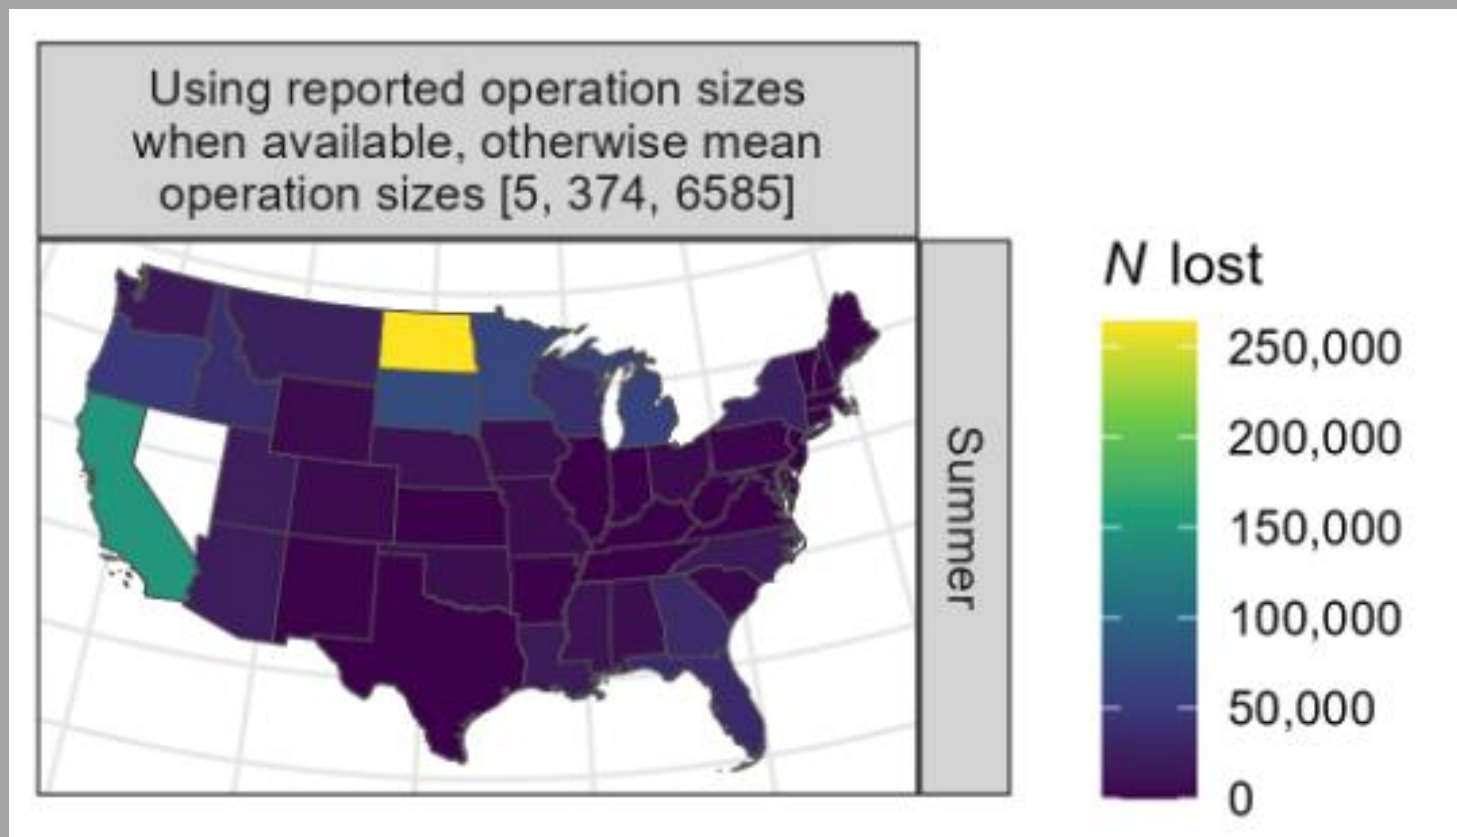 Using reported operation sizes
when available, otherwise mean
operation sizes [5, 374, 6585]
Summer
N lost
250,000
200,000
150,000
100,000
50,000
0